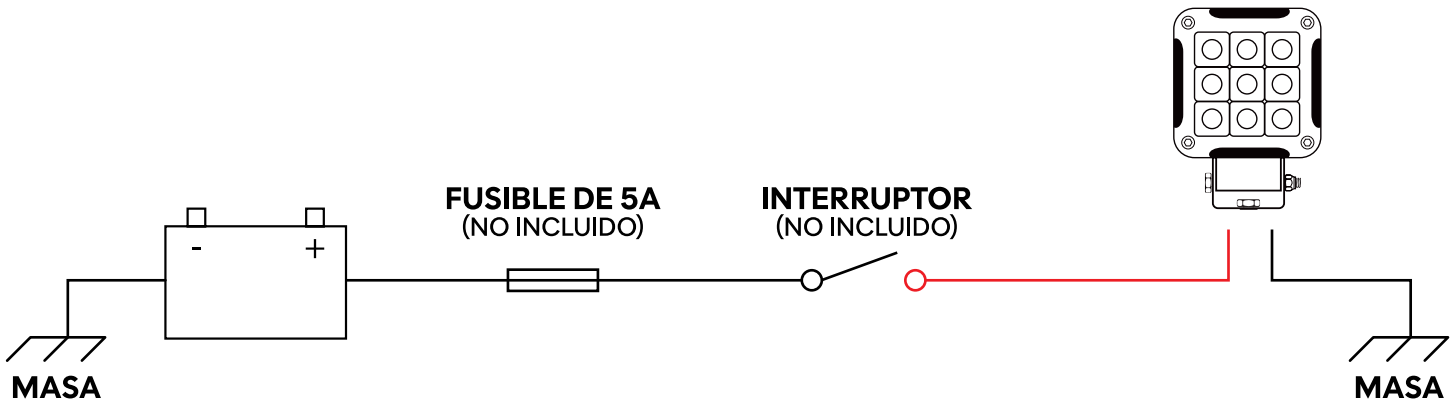 FUSIBLE DE 5A
(NO INCLUIDO)
INTERRUPTOR
(NO INCLUIDO)
- +
MASA
MASA